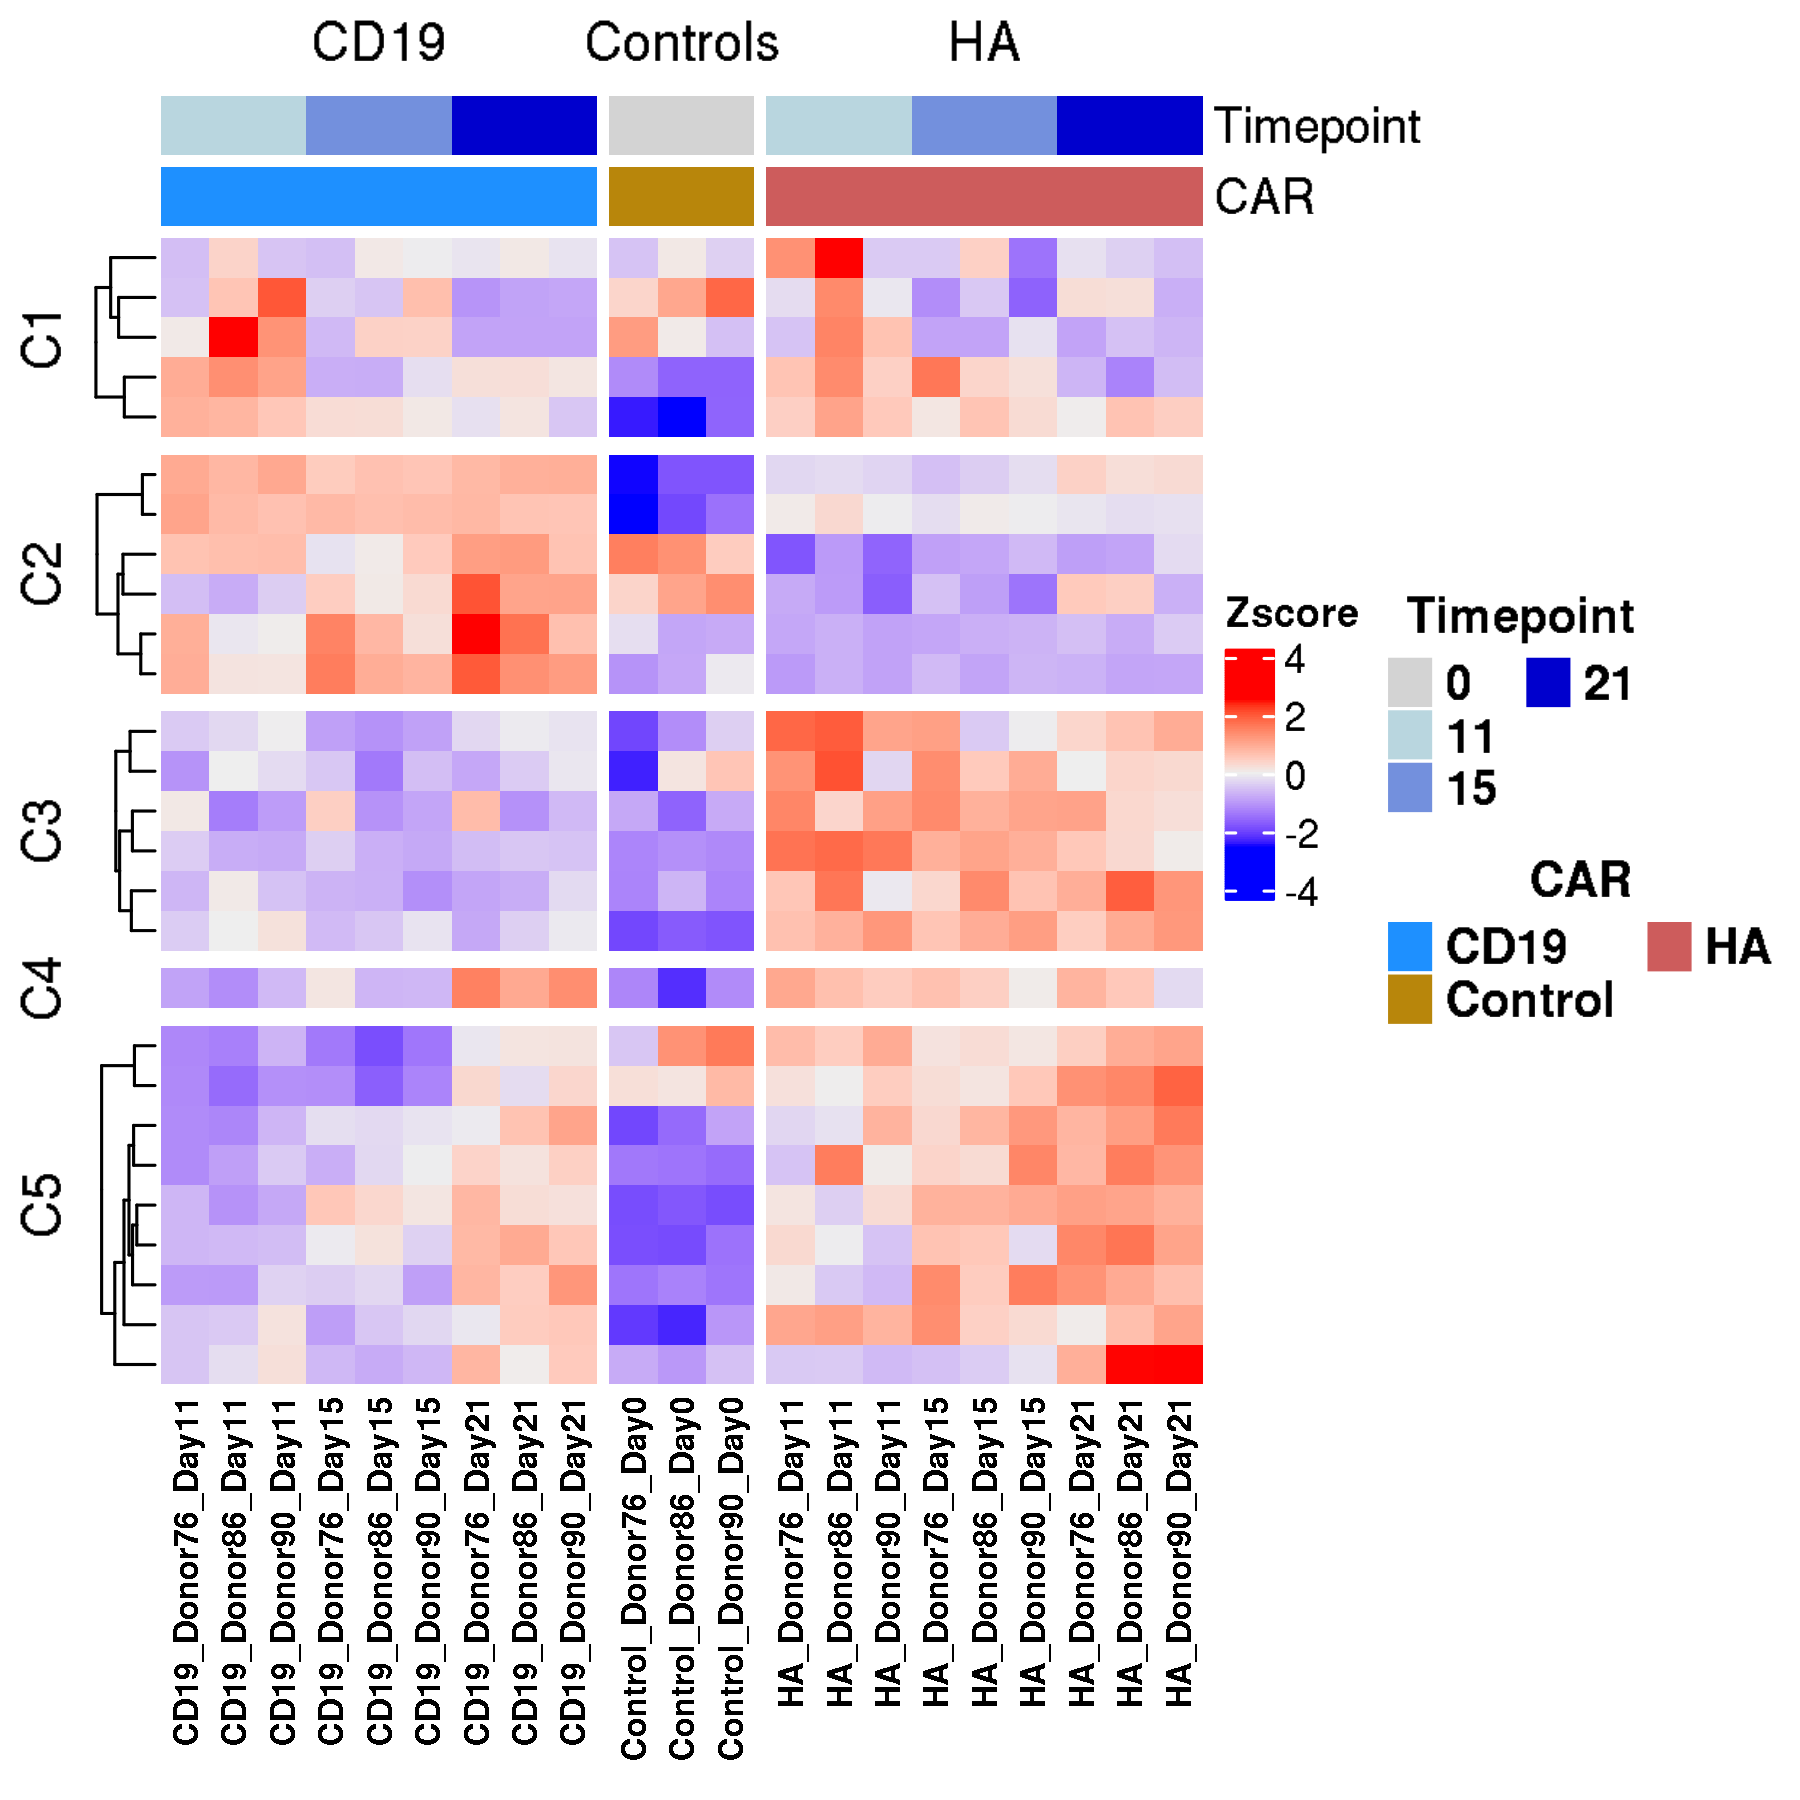 CD19 Controls HA
Timepoint
CAR
C1
C2
C3
C4
C5
Zscore
4
2
0
-2
-4
Timepoint
0 21
11
15
CAR
CD19 HA
Control
CD19_Donor76_Day11
CD19_Donor86_Day11
CD19_Donor90_Day11
CD19_Donor76_Day15
CD19_Donor86_Day15
CD19_Donor90_Day15
CD19_Donor76_Day21
CD19_Donor86_Day21
CD19_Donor90_Day21
Control_Donor76_Day0
Control_Donor86_Day0
Control_Donor90_Day0
HA_Donor76_Day11
HA_Donor86_Day11
HA_Donor90_Day11
HA_Donor76_Day15
HA_Donor86_Day15
HA_Donor90_Day15
HA_Donor76_Day21
HA_Donor86_Day21
HA_Donor90_Day21